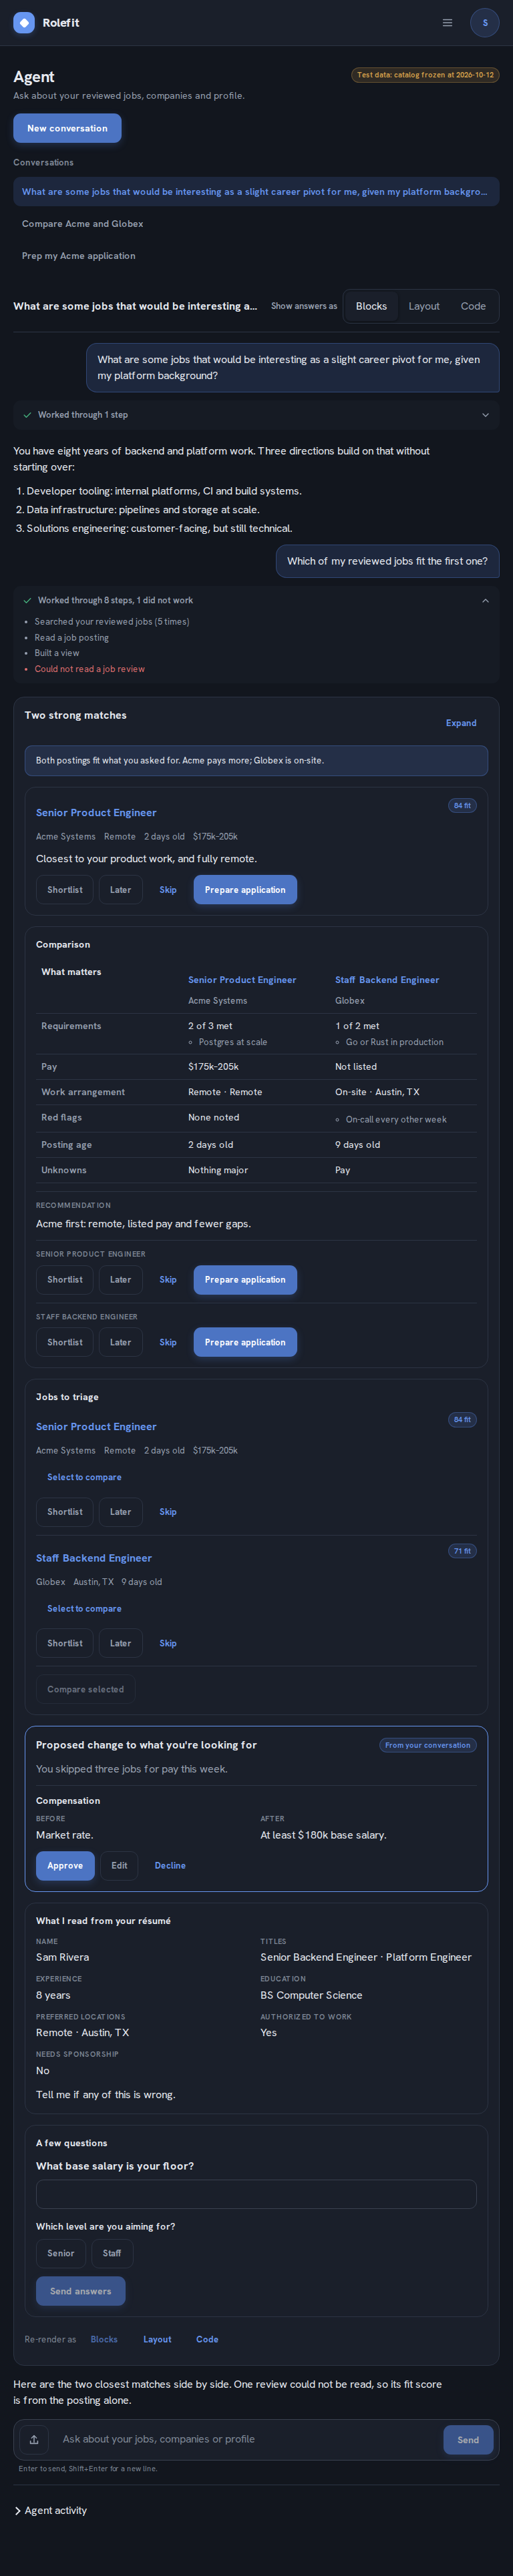 Rolefit
S
Agent
Test data: catalog frozen at 2026-10-12
Ask about your reviewed jobs, companies and profile.
New conversation
Conversations
What are some jobs that would be interesting as a slight career pivot for me, given my platform backgro...
Compare Acme and Globex
Prep my Acme application
What are some jobs that would be interesting a...
Show answers as
Blocks
Layout
Code
What are some jobs that would be interesting as a slight career pivot for me, given
my platform background?
Worked through 1 step
You have eight years of backend and platform work. Three directions build on that without
starting over:
1. Developer tooling: internal platforms, CI and build systems.
2. Data infrastructure: pipelines and storage at scale.
3. Solutions engineering: customer-facing, but still technical.
Which of my reviewed jobs fit the first one?
Worked through 8 steps, 1 did not work
• Searched your reviewed jobs (5 times)
• Read a job posting
• Built a view
• Could not read a job review
Two strong matches
Expand
Both postings fit what you asked for. Acme pays more; Globex is on-site.
Senior Product Engineer
84 fit
Acme Systems Remote 2 days old $175k–205k
Closest to your product work, and fully remote.
Shortlist Later Skip Prepare application
Comparison
What matters
Senior Product Engineer
Acme Systems
Staff Backend Engineer
Globex
Requirements
2 of 3 met
Postgres at scale
1 of 2 met
Go or Rust in production
Pay $175k–205k Not listed
Work arrangement Remote · Remote On-site · Austin, TX
Red flags None noted On-call every other week
Posting age 2 days old 9 days old
Unknowns Nothing major Pay
RECOMMENDATION
Acme first: remote, listed pay and fewer gaps.
SENIOR PRODUCT ENGINEER
Shortlist Later Skip Prepare application
STAFF BACKEND ENGINEER
Shortlist Later Skip Prepare application
Jobs to triage
Senior Product Engineer
84 fit
Acme Systems Remote 2 days old $175k–205k
Select to compare
Shortlist Later Skip
Staff Backend Engineer
71 fit
Globex Austin, TX 9 days old
Select to compare
Shortlist Later Skip
Compare selected
Proposed change to what you're looking for
From your conversation
You skipped three jobs for pay this week.
Compensation
BEFORE
Market rate.
AFTER
At least $180k base salary.
Approve Edit Decline
What I read from your résumé
NAME
Sam Rivera
TITLES
Senior Backend Engineer · Platform Engineer
EXPERIENCE
8 years
EDUCATION
BS Computer Science
PREFERRED LOCATIONS
Remote · Austin, TX
AUTHORIZED TO WORK
Yes
NEEDS SPONSORSHIP
No
Tell me if any of this is wrong.
A few questions
What base salary is your floor?
Which level are you aiming for?
Senior Staff
Send answers
Re-render as Blocks Layout Code
Here are the two closest matches side by side. One review could not be read, so its fit score
is from the posting alone.
Ask about your jobs, companies or profile
Send
Enter to send, Shift+Enter for a new line.
Agent activity